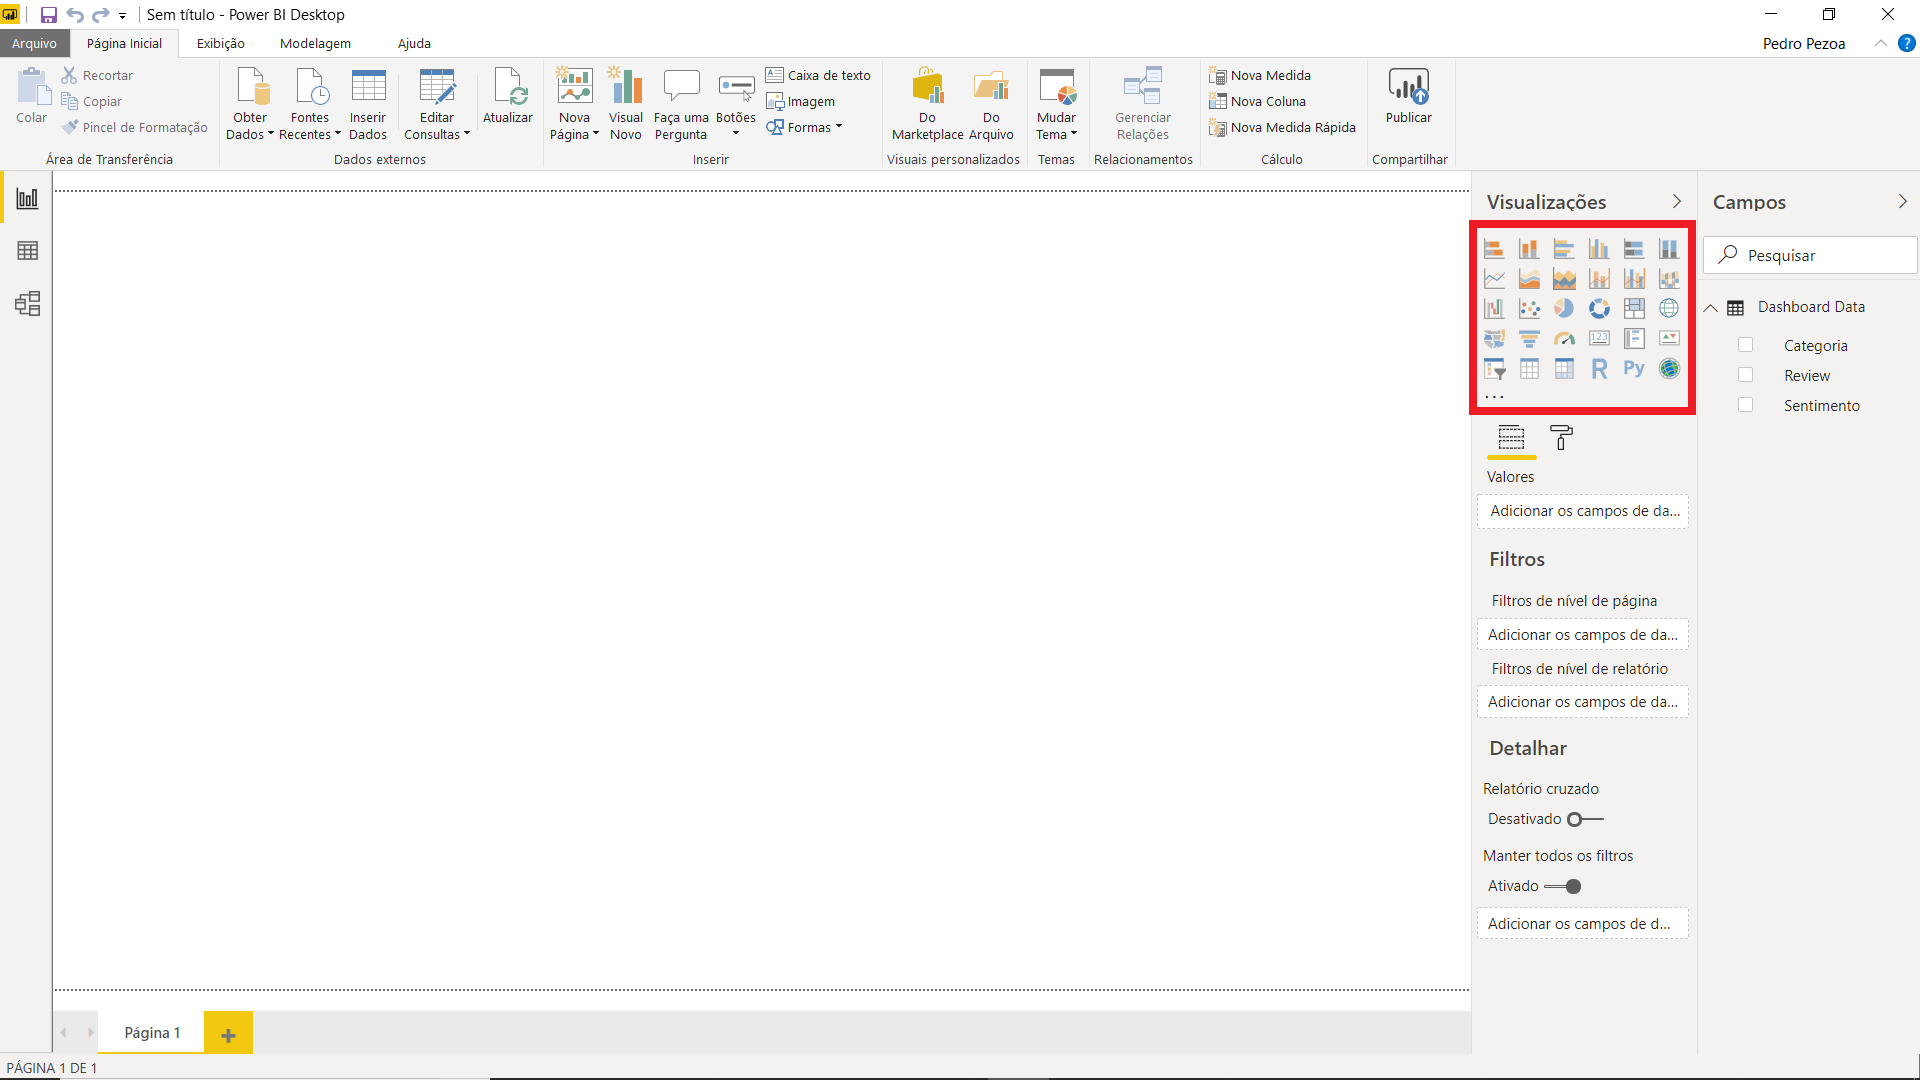 Sem título - Power BI Desktop
Arquivo
Página Inicial
Exibição
Modelagem
Ajuda
Pedro Pezoa
?
Colar
Recortar
Copiar
Pincel de Formatação
Área de Transferência
Obter Dados
Fontes Recentes
Inserir Dados
Editar Consultas
Atualizar
Dados externos
Nova Página
Visual Novo
Faça uma Pergunta
Botões
Caixa de texto
Imagem
Formas
Inserir
Do Marketplace
Do Arquivo
Visuais personalizados
Mudar Tema
Temas
Gerenciar Relações
Relacionamentos
Nova Medida
Nova Coluna
Nova Medida Rápida
Cálculo
Publicar
Compartilhar
Visualizações
123
R
Py
...
Valores
Adicionar os campos de da...
Filtros
Filtros de nível de página
Adicionar os campos de da...
Filtros de nível de relatório
Adicionar os campos de da...
Detalhar
Relatório cruzado
Desativado
Manter todos os filtros
Ativado
Adicionar os campos de d...
Campos
Pesquisar
Dashboard Data
Categoria
Review
Sentimento
Página 1
+
PÁGINA 1 DE 1